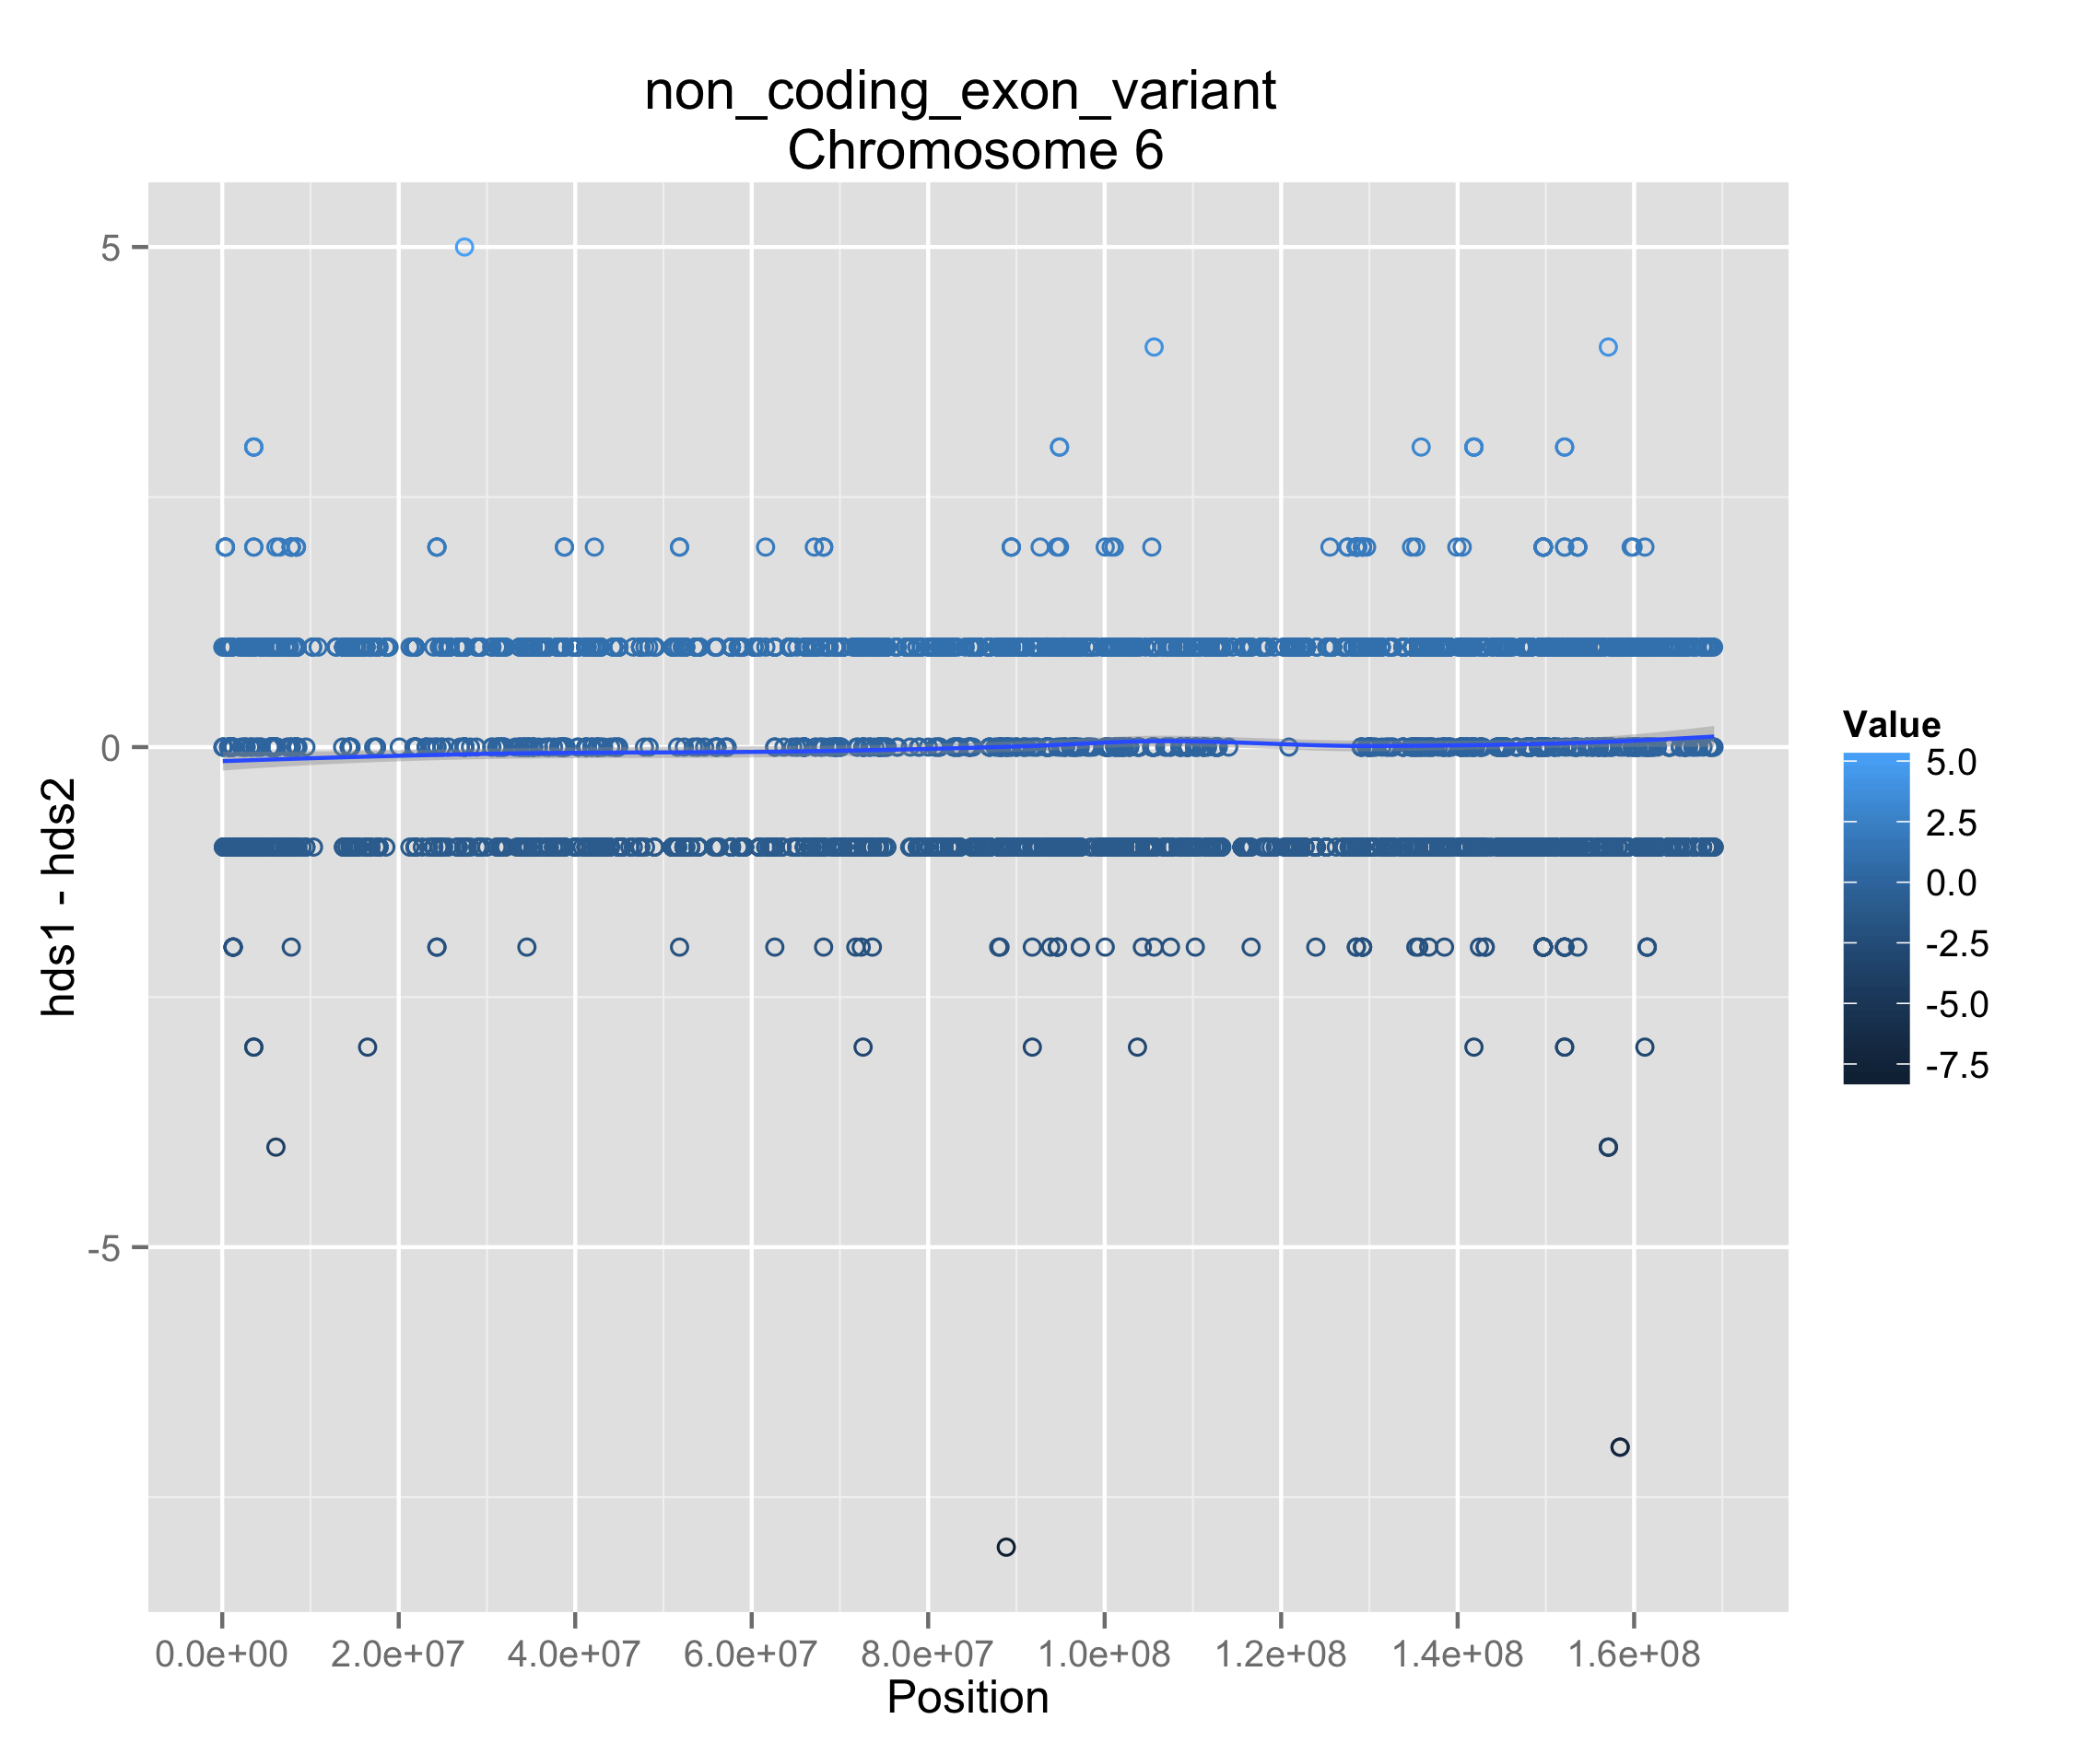 non_coding_exon_variant
Chromosome 6
5
0
-5
hds1 - hds2
0.0e+00 2.0e+07 4.0e+07 6.0e+07 8.0e+07 1.0e+08 1.2e+08 1.4e+08 1.6e+08
Position
Value
5.0
2.5
0.0
-2.5
-5.0
-7.5